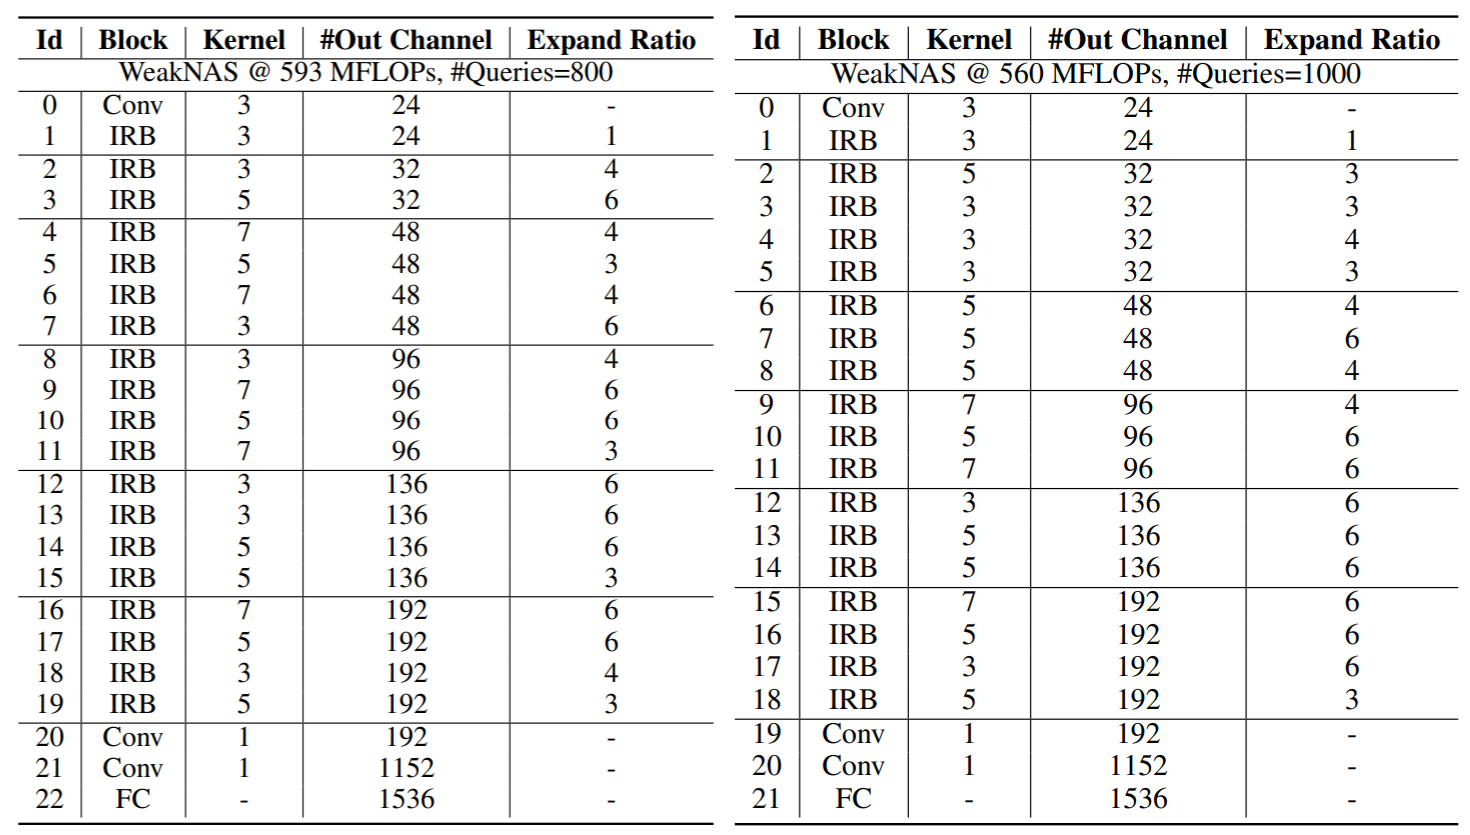 Id Block Kernel #Out Channel Expand Ratio
WeakNAS @ 593 MFLOPs, #Queries=800
0 Conv 3 24 -
1 IRB 3 24 1
2 IRB 3 32 4
3 IRB 5 32 6
4 IRB 7 48 4
5 IRB 5 48 3
6 IRB 7 48 4
7 IRB 3 48 6
8 IRB 3 96 4
9 IRB 7 96 6
10 IRB 5 96 6
11 IRB 7 96 3
12 IRB 3 136 6
13 IRB 3 136 6
14 IRB 5 136 6
15 IRB 5 136 3
16 IRB 7 192 6
17 IRB 5 192 6
18 IRB 3 192 4
19 IRB 5 192 3
20 Conv 1 192 -
21 Conv 1 1152 -
22 FC - 1536 -
Id Block Kernel #Out Channel Expand Ratio
WeakNAS @ 560 MFLOPs, #Queries=1000
0 Conv 3 24 -
1 IRB 3 24 1
2 IRB 5 32 3
3 IRB 3 32 3
4 IRB 3 32 4
5 IRB 3 32 3
6 IRB 5 48 4
7 IRB 5 48 6
8 IRB 5 48 4
9 IRB 7 96 4
10 IRB 5 96 6
11 IRB 7 96 6
12 IRB 3 136 6
13 IRB 5 136 6
14 IRB 5 136 6
15 IRB 7 192 6
16 IRB 5 192 6
17 IRB 3 192 6
18 IRB 5 192 3
19 Conv 1 192 -
20 Conv 1 1152 -
21 FC - 1536 -